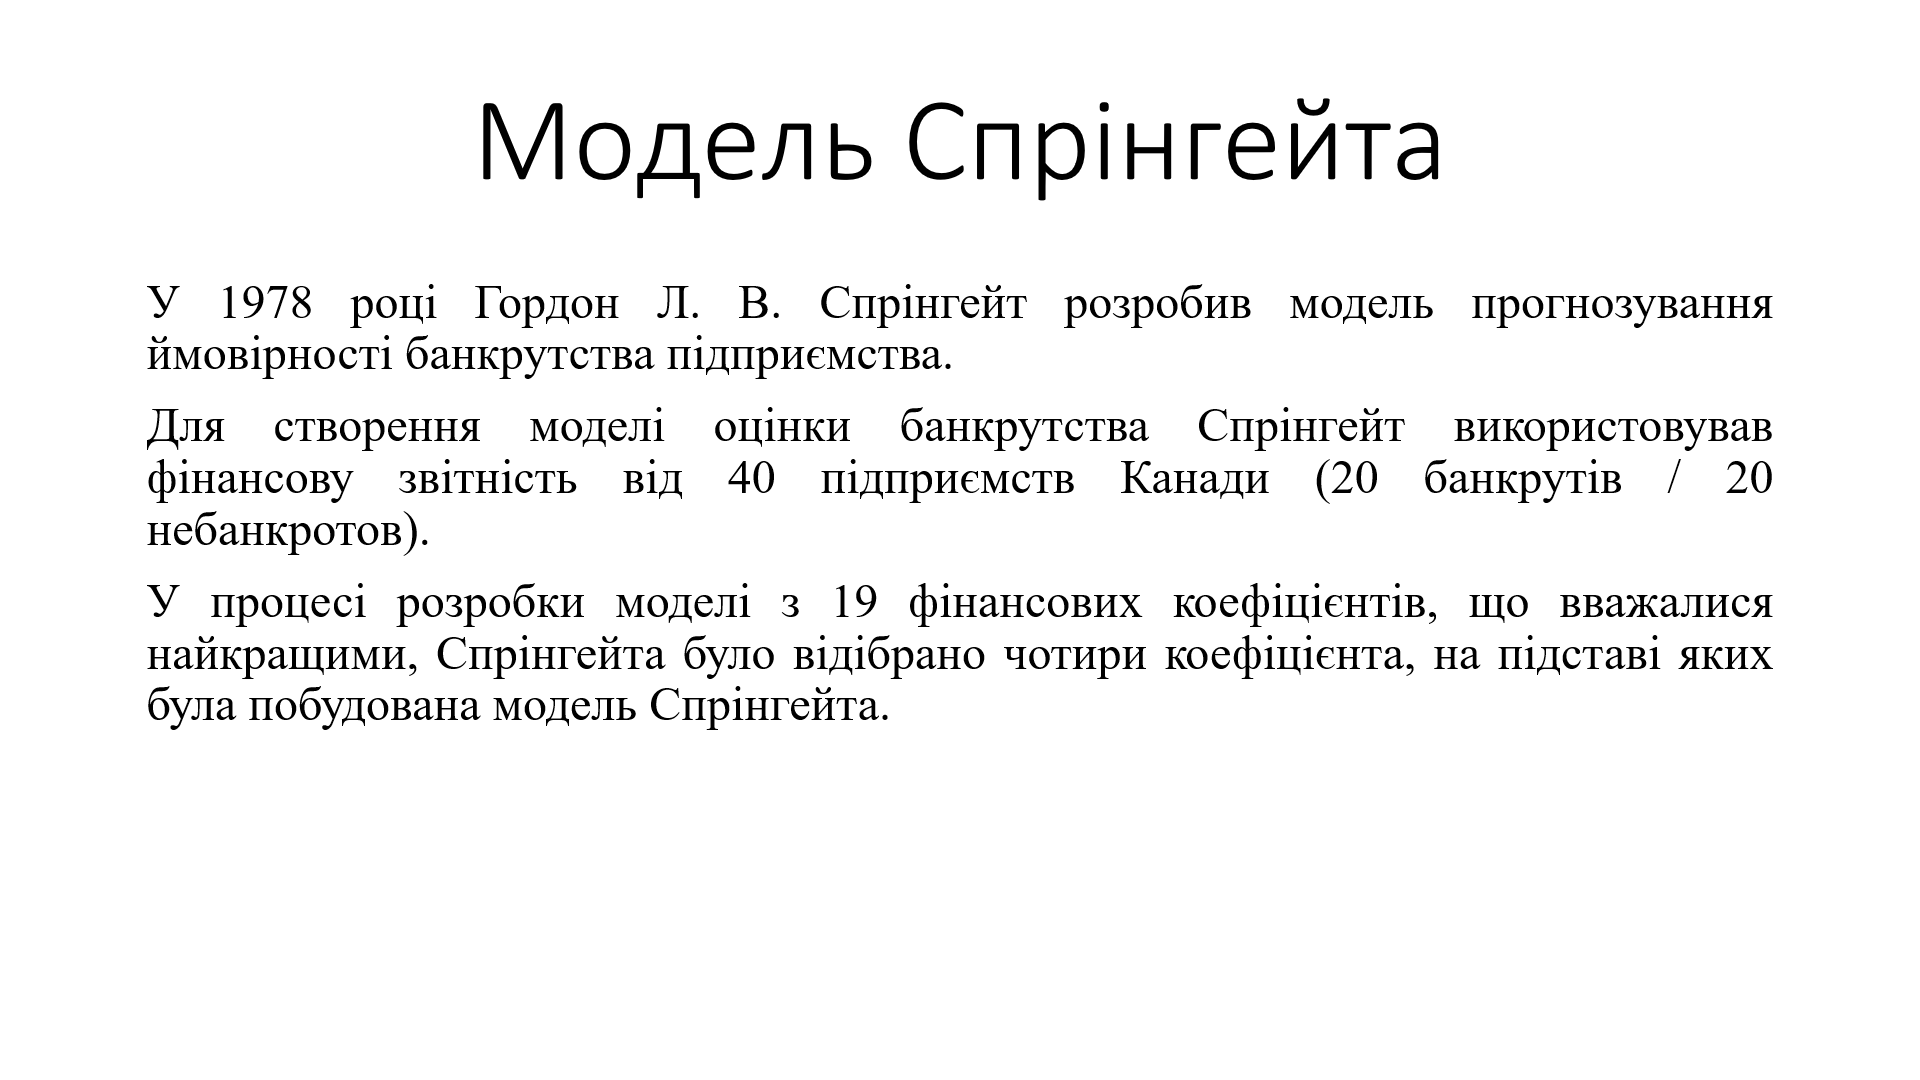 Модель Спрінгейта
У 1978 році Гордон Л. В. Спрінгейт розробив модель прогнозування
ймовірності банкрутства підприємства.
Для створення моделі оцінки банкрутства Спрінгейт використовував
фінансову звітність від 40 підприємств Канади (20 банкрутів / 20
небанкротов).
У процесі розробки моделі з 19 фінансових коефіцієнтів, що вважалися
найкращими, Спрінгейта було відібрано чотири коефіцієнта, на підставі яких
була побудована модель Спрінгейта.